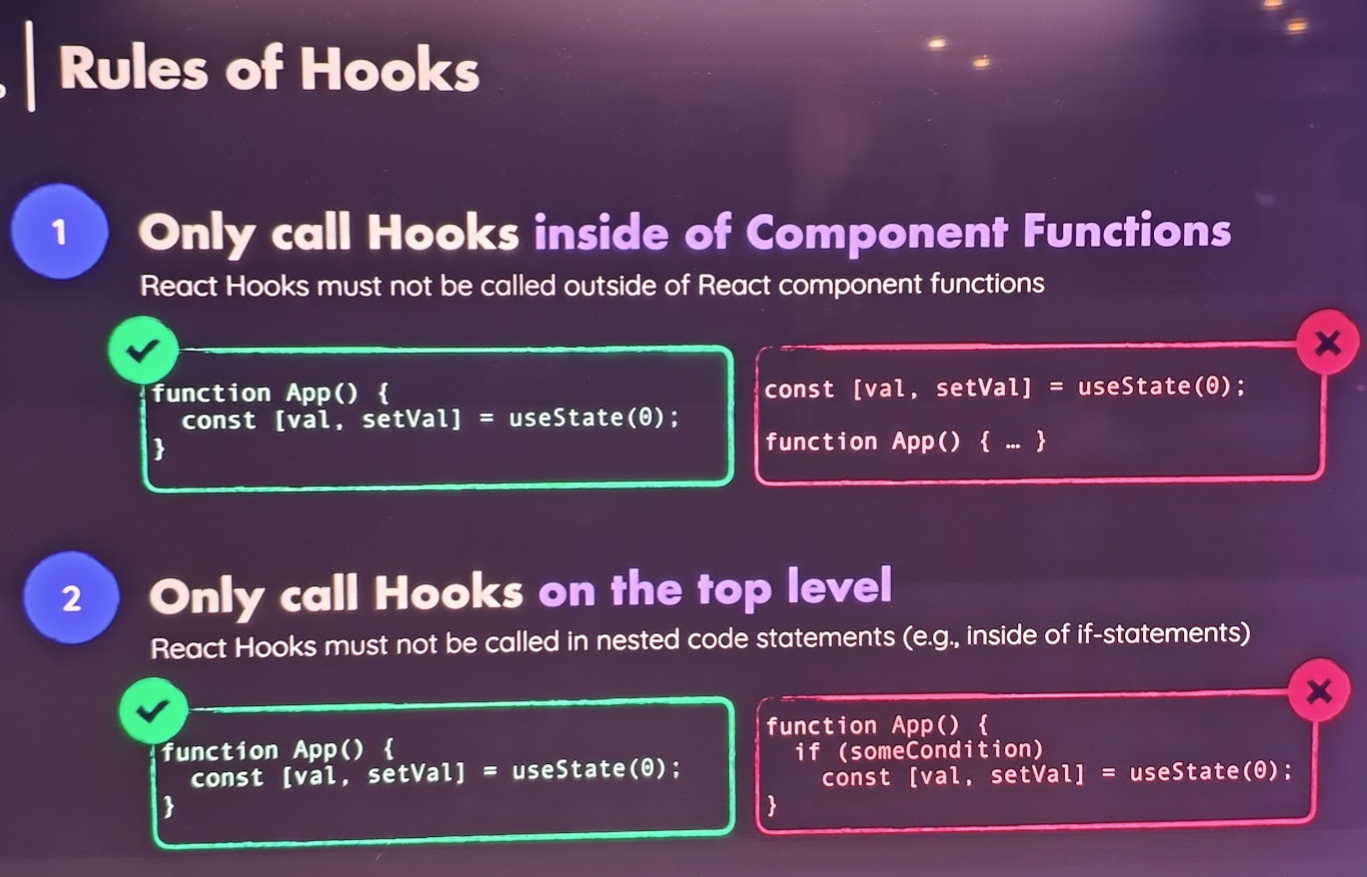 Rules of Hooks
1
Only call Hooks inside of Component Functions
React Hooks must not be called outside of React component functions
function App() {
  const [val, setVal] = useState(0);
}
const [val, setVal] = useState(0);
function App() { … }
2
Only call Hooks on the top level
React Hooks must not be called in nested code statements (e.g., inside of if-statements)
function App() {
  const [val, setVal] = useState(0);
}
function App() {
  if (someCondition)
    const [val, setVal] = useState(0);
}